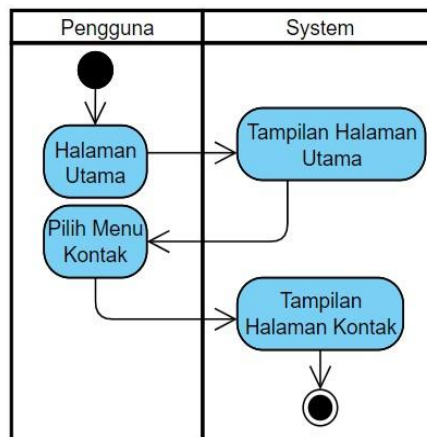 Pengguna
System
Halaman
Utama
Tampilan Halaman
Utama
Pilih Menu
Kontak
Tampilan
Halaman Kontak